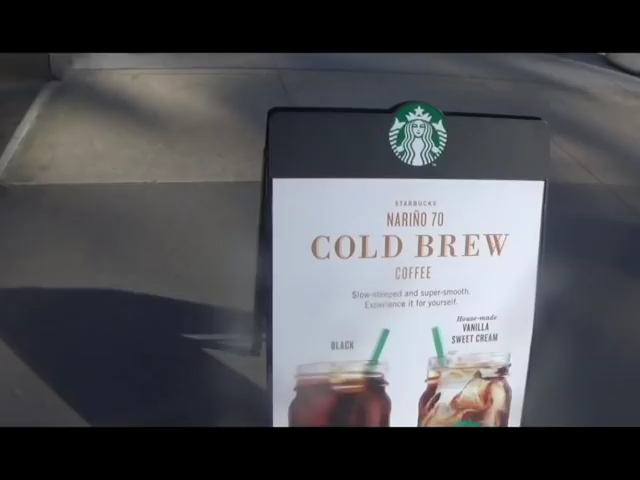 STARBUCKS
NARIÑO 70
COLD BREW
COFFEE
Slow-steeped and super-smooth.
Experience it for yourself.
BLACK
House-made
VANILLA
SWEET CREAM